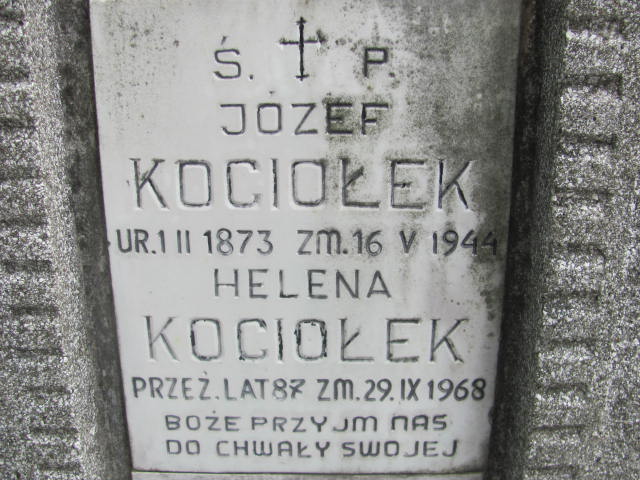 Ś. P
JÓZEF
KOCIOŁEK
UR. 1 II 1873 ZM. 16 V 1944
HELENA
KOCIOŁEK
PRZEŻ. LAT 87 ZM. 29. IX 1968
BOŻE PRZYJM NAS
DO CHWAŁY SWOJEJ